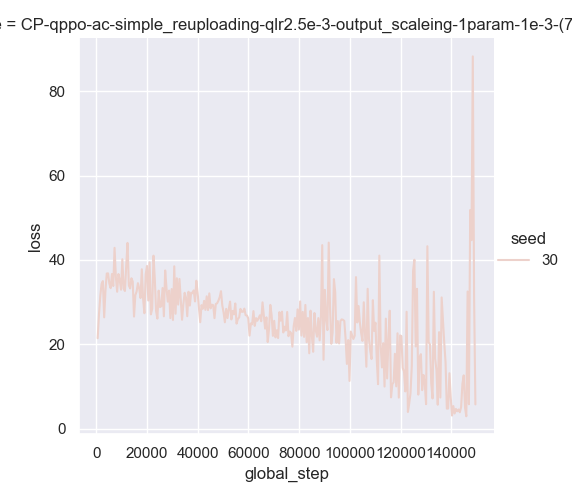 e = CP-qppo-ac-simple_reuploading-qlr2.5e-3-output_scaleing-1param-1e-3-(7
80
60
40
20
0
loss
0 20000 40000 60000 80000 100000 120000 140000
global_step
seed
30